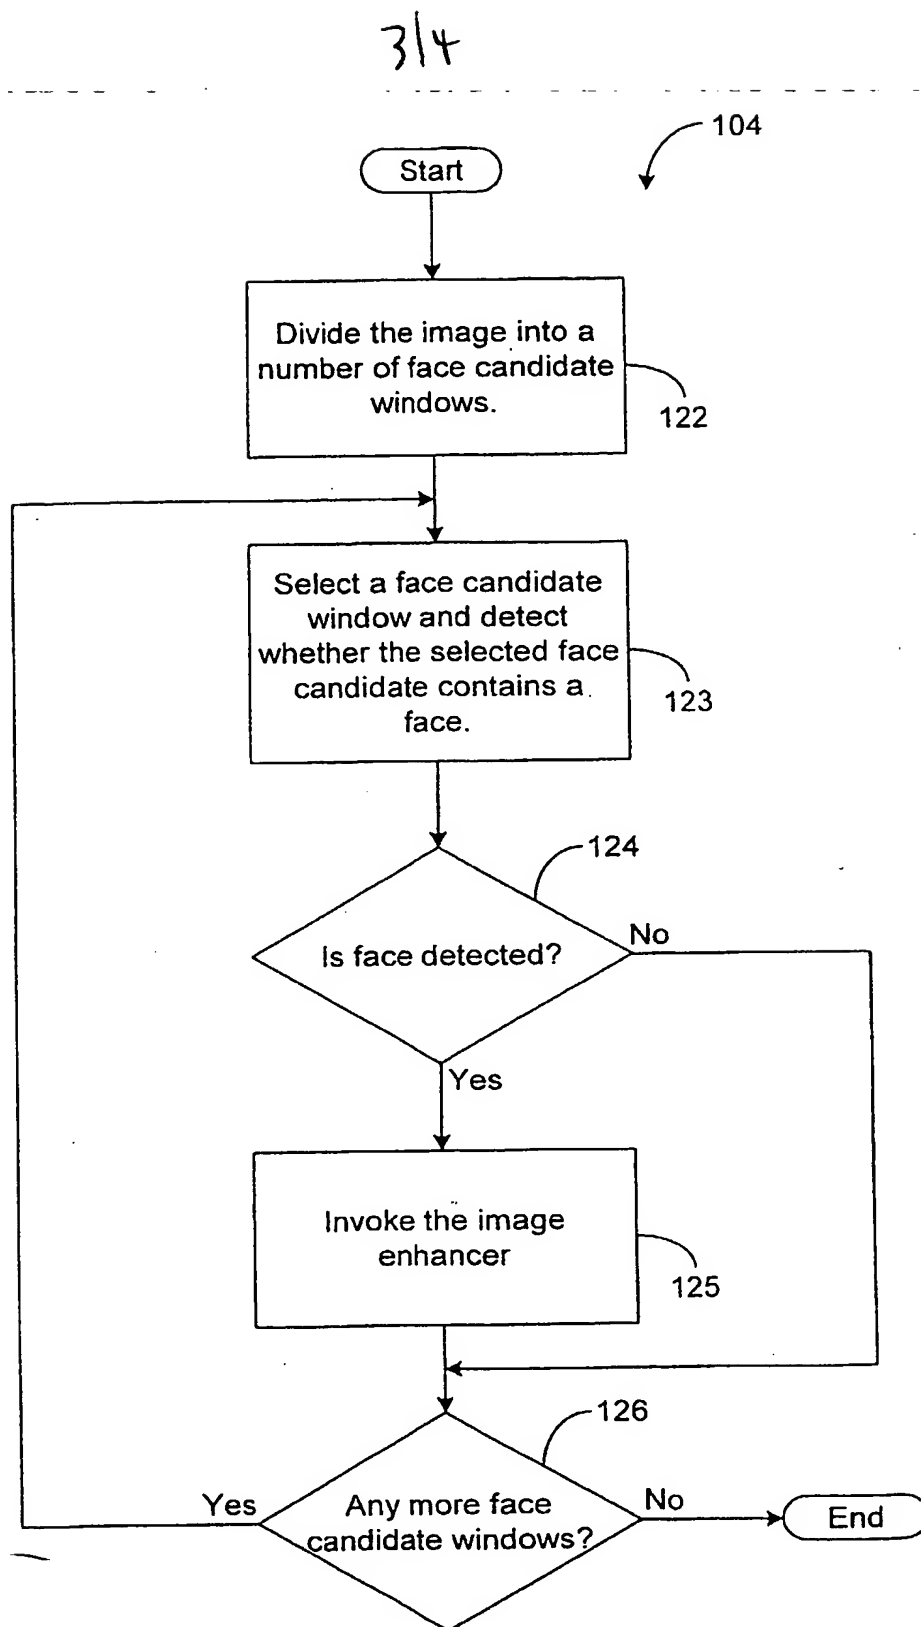 3/4
104
Start
Divide the image into a
number of face candidate
windows.
122
Select a face candidate
window and detect
whether the selected face
candidate contains a
face.
123
124
Is face detected?
No
Yes
Invoke the image
enhancer
125
126
Yes
Any more face
candidate windows?
No
End